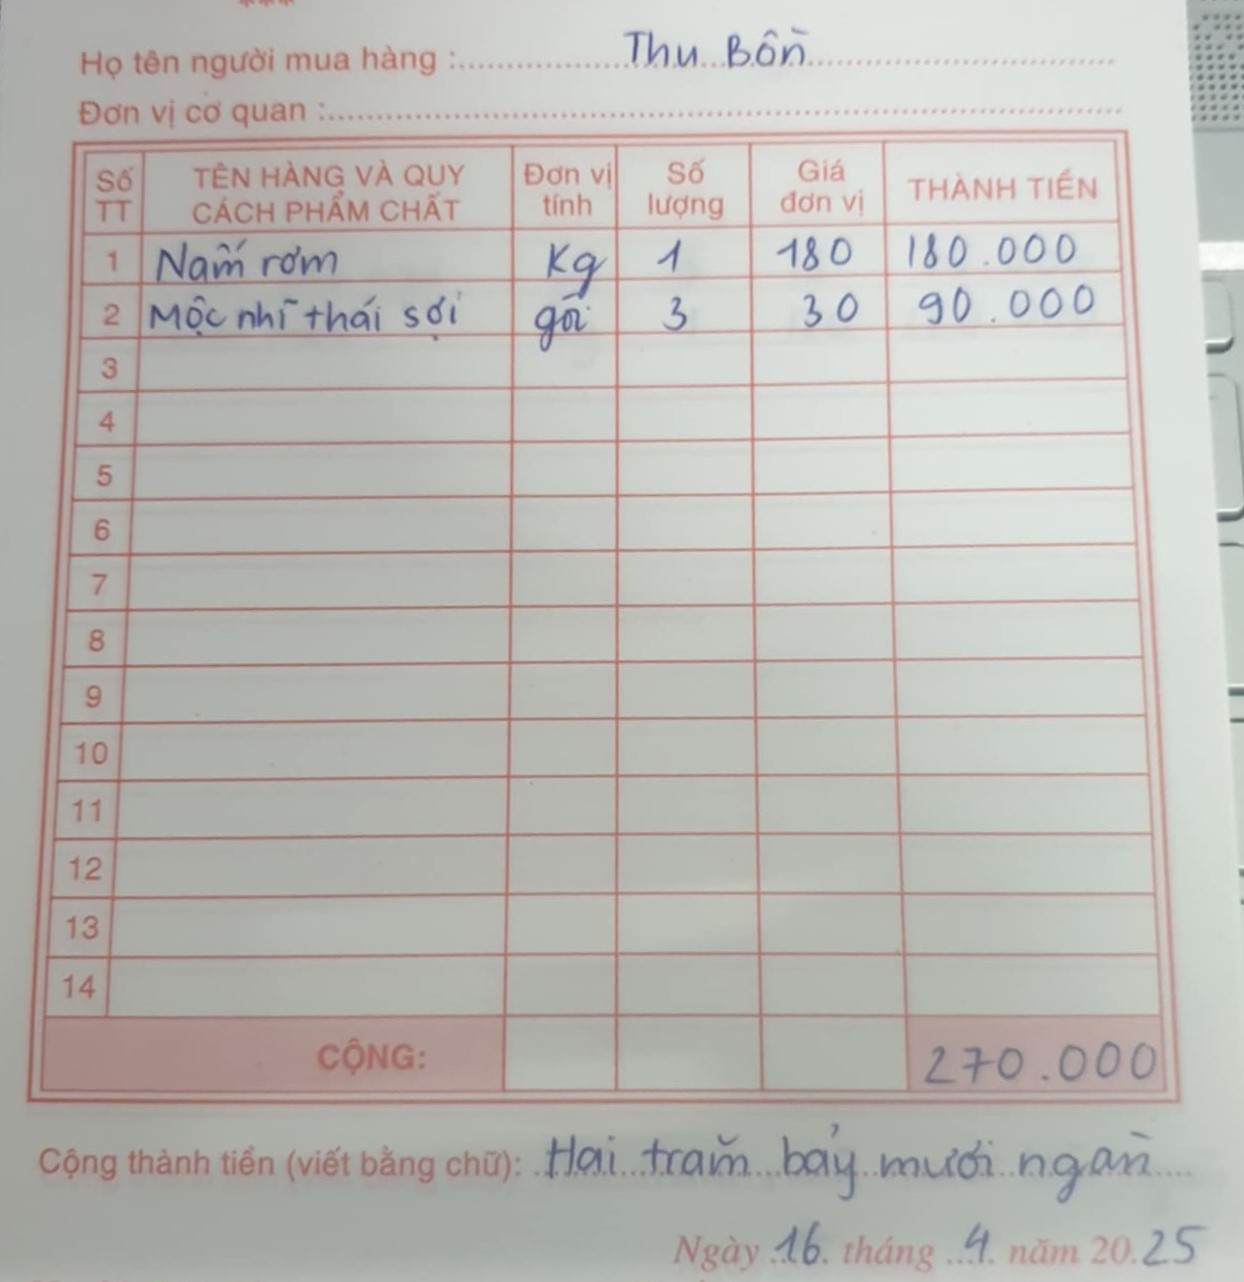 ***
Họ tên người mua hàng : Thu Bồn
Đơn vị cơ quan :
Số TT TÊN HÀNG VÀ QUY CÁCH PHẨM CHẤT Đơn vị tính Số lượng Giá đơn vị THÀNH TIỀN
1 Nấm rơm Kg 1 180 180.000
2 Mộc nhĩ thái sợi gói 3 30 90.000
3
4
5
6
7
8
9
10
11
12
13
14
CỘNG: 270.000
Cộng thành tiền (viết bằng chữ): Hai trăm bảy mươi ngàn
Ngày 16 tháng 4 năm 2025